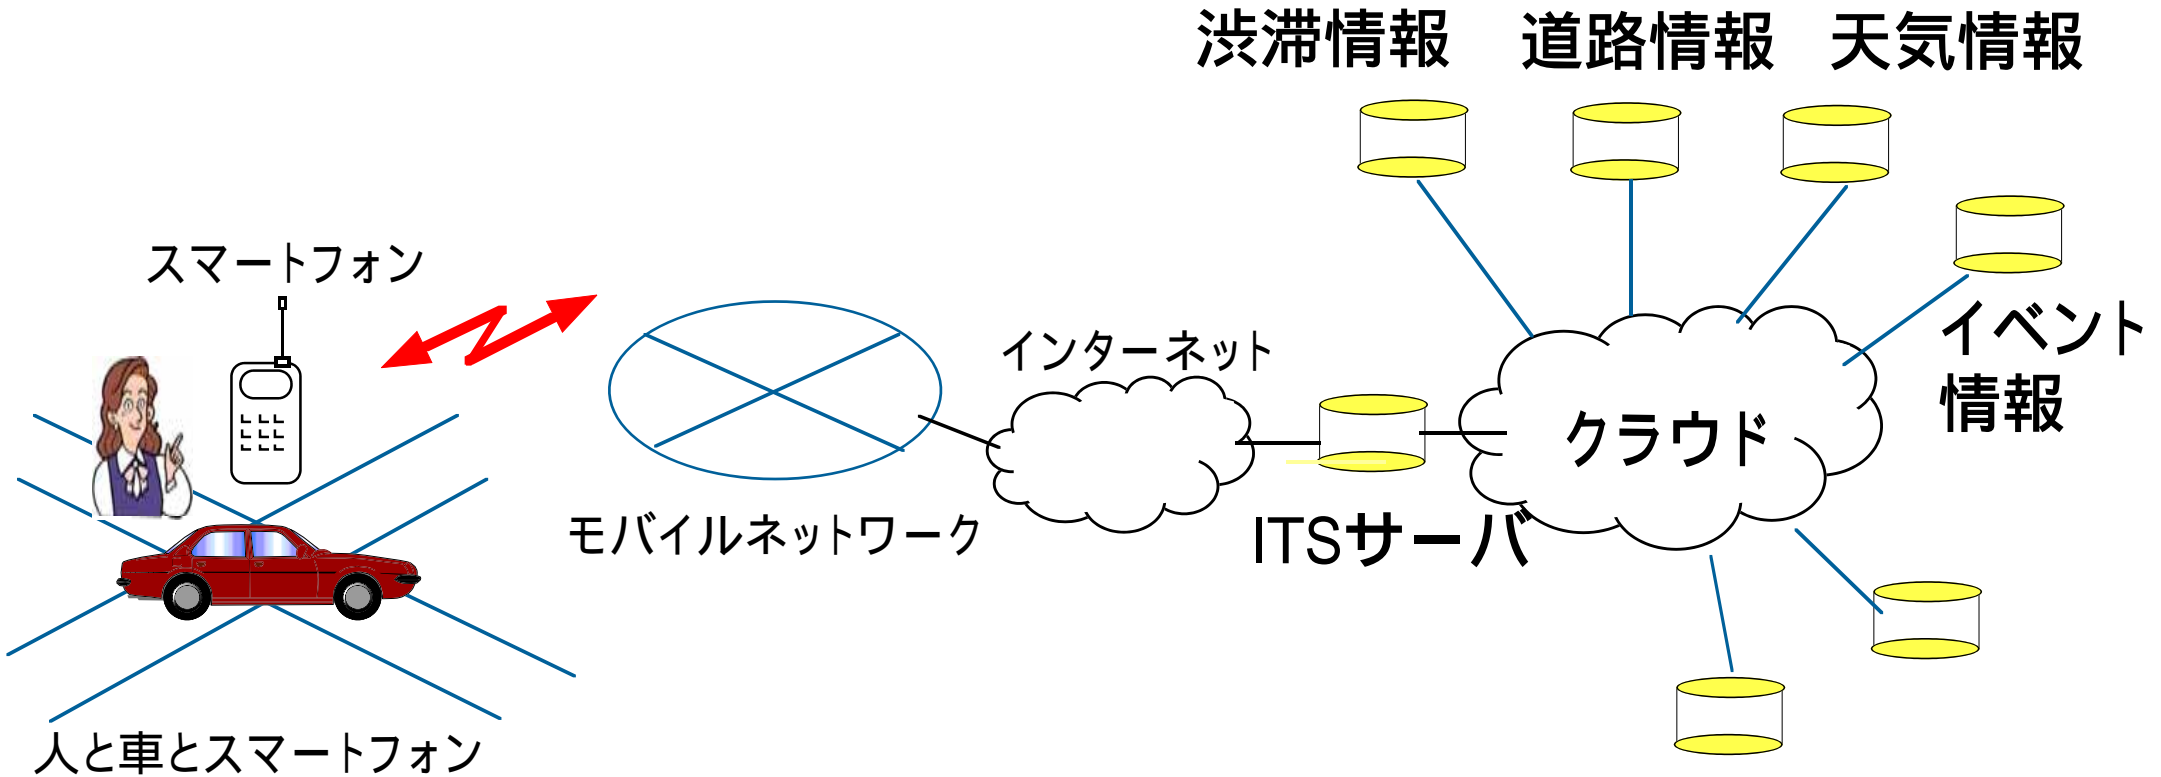 渋滞情報
道路情報
天気情報
スマートフォン
イベント
情報
インターネット
クラウド
モバイルネットワーク
ITSサーバ
人と車とスマートフォン